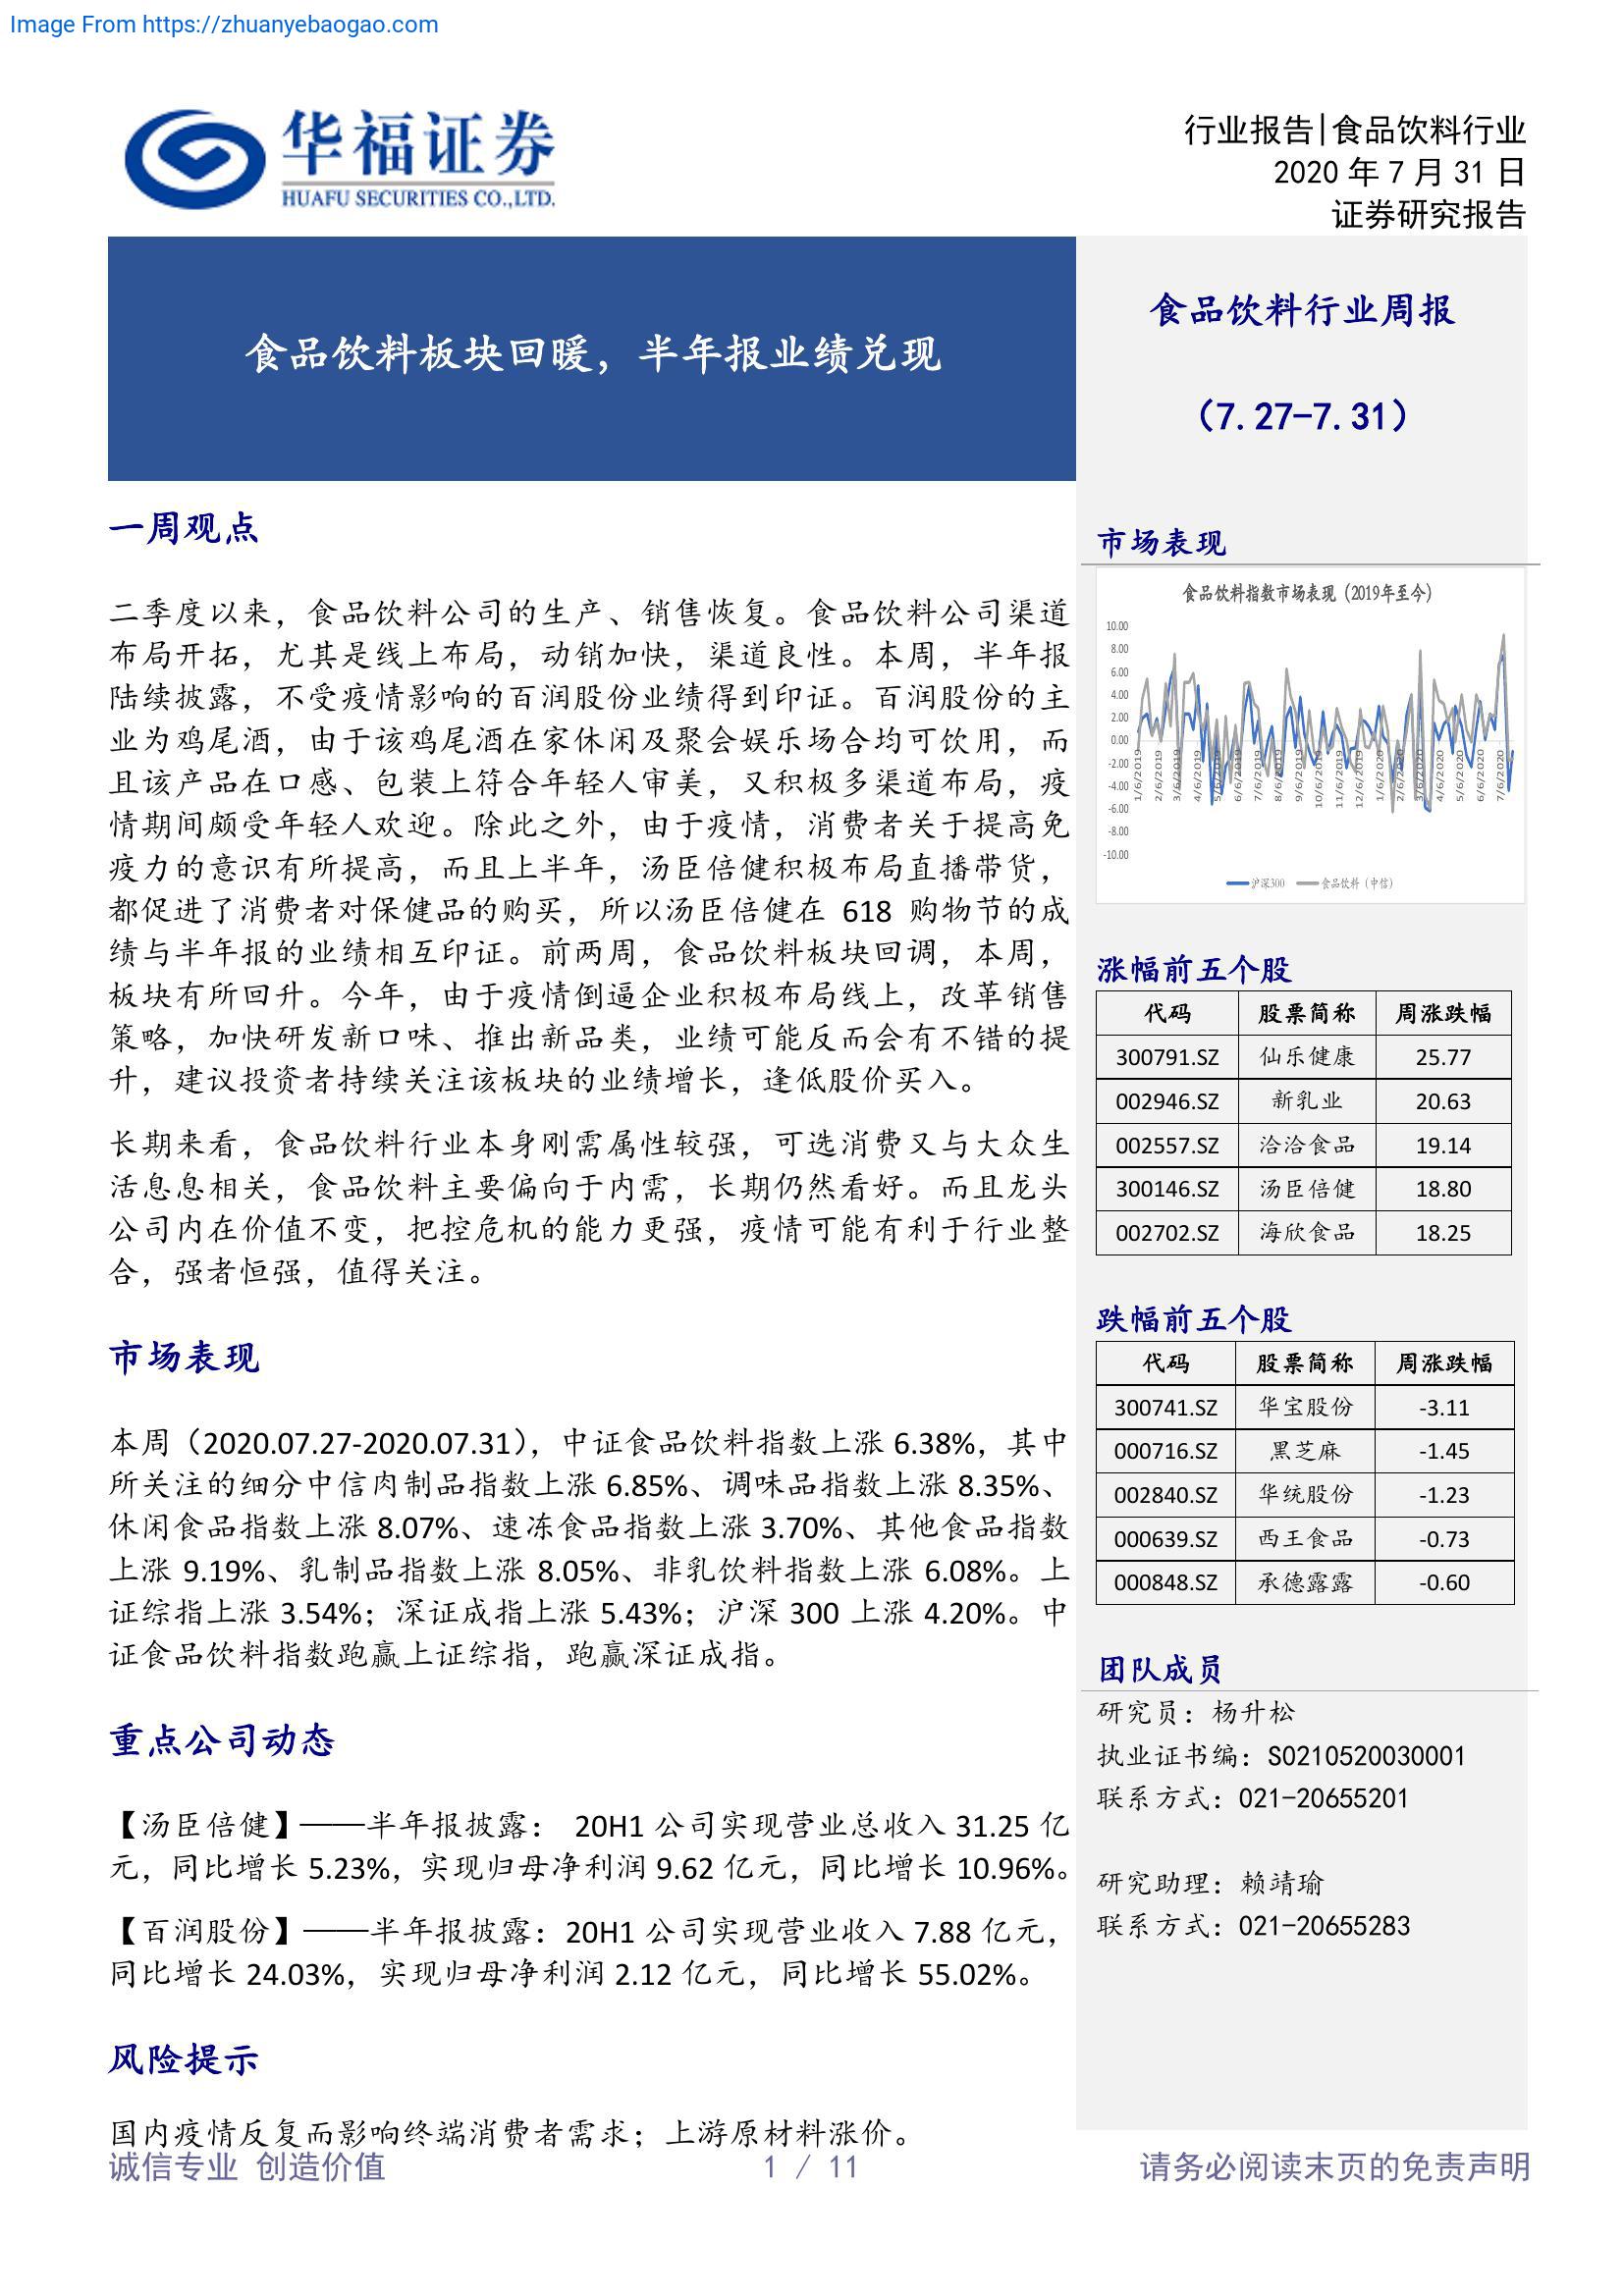 Image From https://zhuanyebaogao.com
华福证券
HUAFU SECURITIES CO.,LTD.
行业报告|食品饮料行业
2020 年 7 月 31 日
证券研究报告
食品饮料板块回暖，半年报业绩兑现
食品饮料行业周报
（7.27-7.31）
一周观点
二季度以来，食品饮料公司的生产、销售恢复。食品饮料公司渠道
布局开拓，尤其是线上布局，动销加快，渠道良性。本周，半年报
陆续披露，不受疫情影响的百润股份业绩得到印证。百润股份的主
业为鸡尾酒，由于该鸡尾酒在家休闲及聚会娱乐场合均可饮用，而
且该产品在口感、包装上符合年轻人审美，又积极多渠道布局，疫
情期间颇受年轻人欢迎。除此之外，由于疫情，消费者关于提高免
疫力的意识有所提高，而且上半年，汤臣倍健积极布局直播带货，
都促进了消费者对保健品的购买，所以汤臣倍健在 618 购物节的成
绩与半年报的业绩相互印证。前两周，食品饮料板块回调，本周，
板块有所回升。今年，由于疫情倒逼企业积极布局线上，改革销售
策略，加快研发新口味、推出新品类，业绩可能反而会有不错的提
升，建议投资者持续关注该板块的业绩增长，逢低股价买入。
长期来看，食品饮料行业本身刚需属性较强，可选消费又与大众生
活息息相关，食品饮料主要偏向于内需，长期仍然看好。而且龙头
公司内在价值不变，把控危机的能力更强，疫情可能有利于行业整
合，强者恒强，值得关注。
市场表现
本周（2020.07.27-2020.07.31），中证食品饮料指数上涨 6.38%，其中
所关注的细分中信肉制品指数上涨 6.85%、调味品指数上涨 8.35%、
休闲食品指数上涨 8.07%、速冻食品指数上涨 3.70%、其他食品指数
上涨 9.19%、乳制品指数上涨 8.05%、非乳饮料指数上涨 6.08%。上
证综指上涨 3.54%；深证成指上涨 5.43%；沪深 300 上涨 4.20%。中
证食品饮料指数跑赢上证综指，跑赢深证成指。
重点公司动态
【汤臣倍健】——半年报披露： 20H1 公司实现营业总收入 31.25 亿
元，同比增长 5.23%，实现归母净利润 9.62 亿元，同比增长 10.96%。
【百润股份】——半年报披露：20H1 公司实现营业收入 7.88 亿元，
同比增长 24.03%，实现归母净利润 2.12 亿元，同比增长 55.02%。
风险提示
国内疫情反复而影响终端消费者需求；上游原材料涨价。
市场表现
食品饮料指数市场表现（2019年至今）
10.00
8.00
6.00
4.00
2.00
0.00
-2.00
-4.00
-6.00
-8.00
-10.00
1/6/2019 2/6/2019 3/6/2019 4/6/2019 5/6/2019 6/6/2019 7/6/2019 8/6/2019 9/6/2019 10/6/2019 11/6/2019 12/6/2019 1/6/2020 2/6/2020 3/6/2020 4/6/2020 5/6/2020 6/6/2020 7/6/2020
沪深300 食品饮料（中信）
涨幅前五个股
代码 股票简称 周涨跌幅
300791.SZ 仙乐健康 25.77
002946.SZ 新乳业 20.63
002557.SZ 洽洽食品 19.14
300146.SZ 汤臣倍健 18.80
002702.SZ 海欣食品 18.25
跌幅前五个股
代码 股票简称 周涨跌幅
300741.SZ 华宝股份 -3.11
000716.SZ 黑芝麻 -1.45
002840.SZ 华统股份 -1.23
000639.SZ 西王食品 -0.73
000848.SZ 承德露露 -0.60
团队成员
研究员：杨升松
执业证书编：S0210520030001
联系方式：021-20655201
研究助理：赖靖瑜
联系方式：021-20655283
诚信专业 创造价值
1 / 11
请务必阅读末页的免责声明